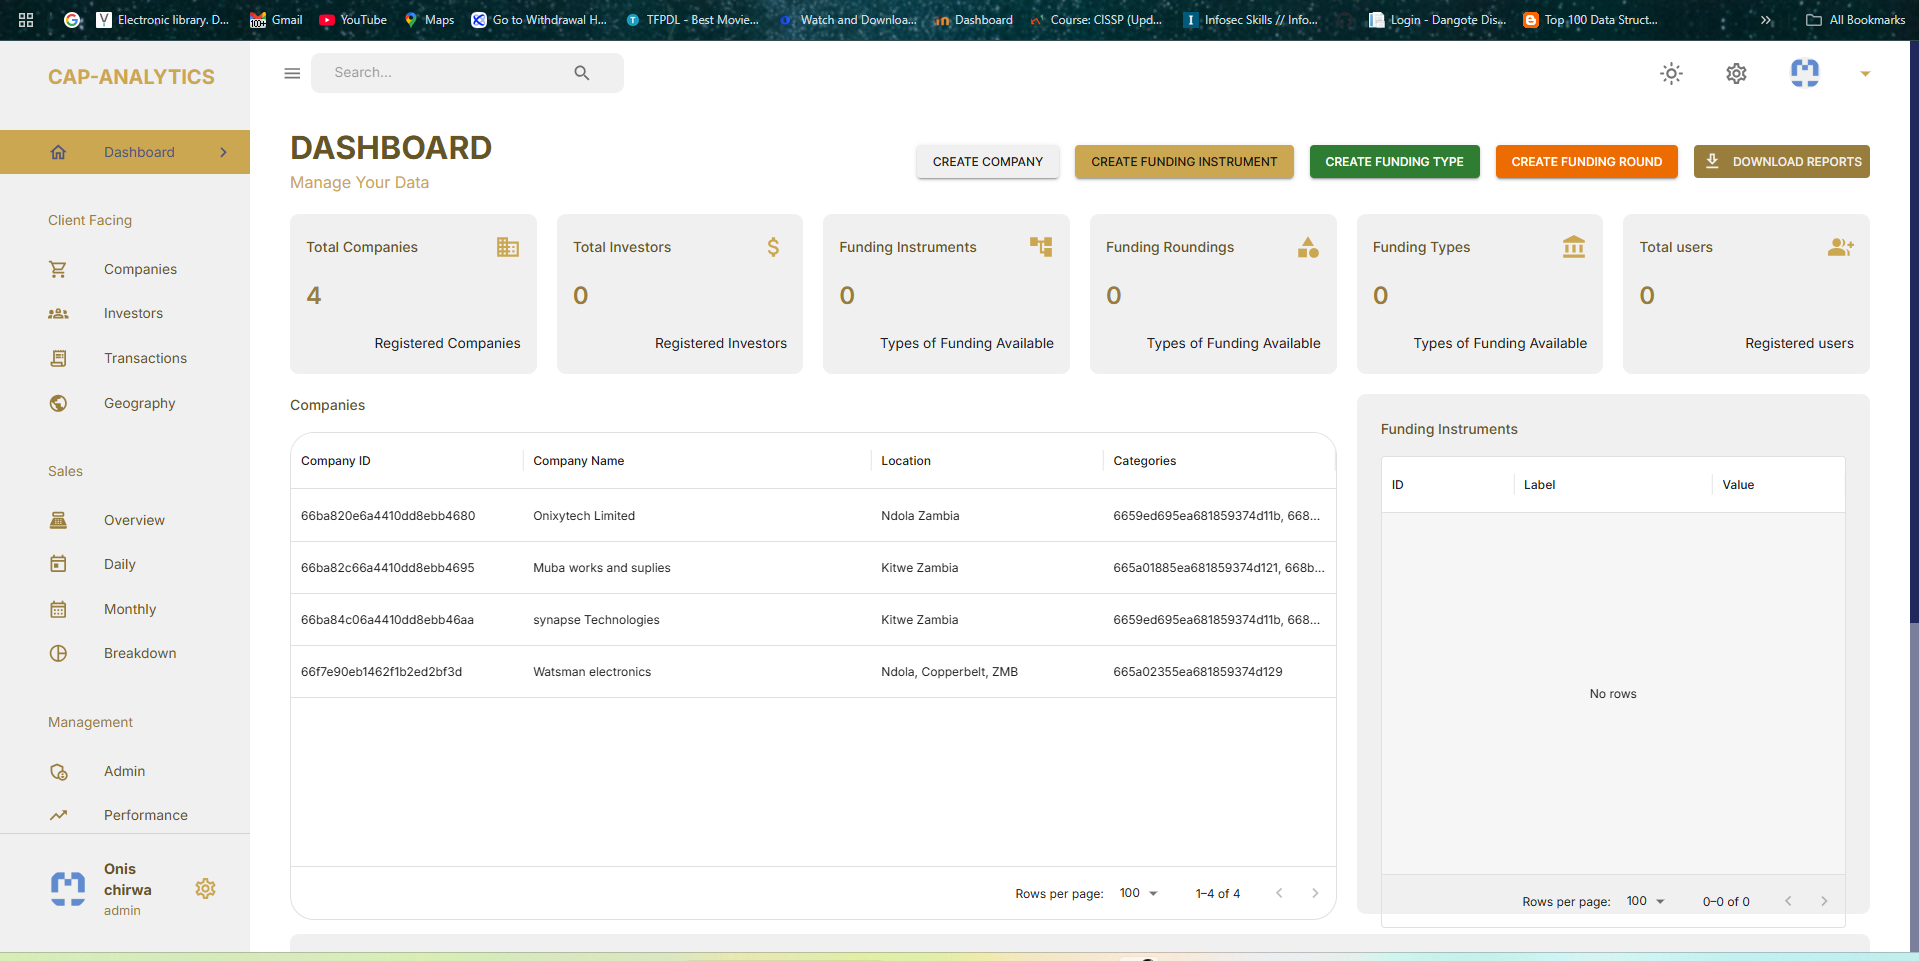 Electronic library. D...
Gmail
YouTube
Maps
Go to Withdrawal H...
TFPDL - Best Movie...
Watch and Downloa...
Dashboard
Course: CISSP (Upd...
Infosec Skills // Info...
Login - Dangote Dis...
Top 100 Data Struct...
All Bookmarks
CAP-ANALYTICS
Search...
Dashboard
Client Facing
Companies
Investors
Transactions
Geography
Sales
Overview
Daily
Monthly
Breakdown
Management
Admin
Performance
Onis
chirwa
admin
DASHBOARD
Manage Your Data
CREATE COMPANY
CREATE FUNDING INSTRUMENT
CREATE FUNDING TYPE
CREATE FUNDING ROUND
DOWNLOAD REPORTS
Total Companies
4
Registered Companies
Total Investors
0
Registered Investors
Funding Instruments
0
Types of Funding Available
Funding Roundings
0
Types of Funding Available
Funding Types
0
Types of Funding Available
Total users
0
Registered users
Companies
Company ID Company Name Location Categories
66ba820e6a4410dd8ebb4680 Onixytech Limited Ndola Zambia 6659ed695ea681859374d11b, 668...
66ba82c66a4410dd8ebb4695 Muba works and suplies Kitwe Zambia 665a01885ea681859374d121, 668b...
66ba84c06a4410dd8ebb46aa synapse Technologies Kitwe Zambia 6659ed695ea681859374d11b, 668...
66f7e90eb1462f1b2ed2bf3d Watsman electronics Ndola, Copperbelt, ZMB 665a02355ea681859374d129
Rows per page: 100 1–4 of 4
Funding Instruments
ID Label Value
No rows
Rows per page: 100 0–0 of 0